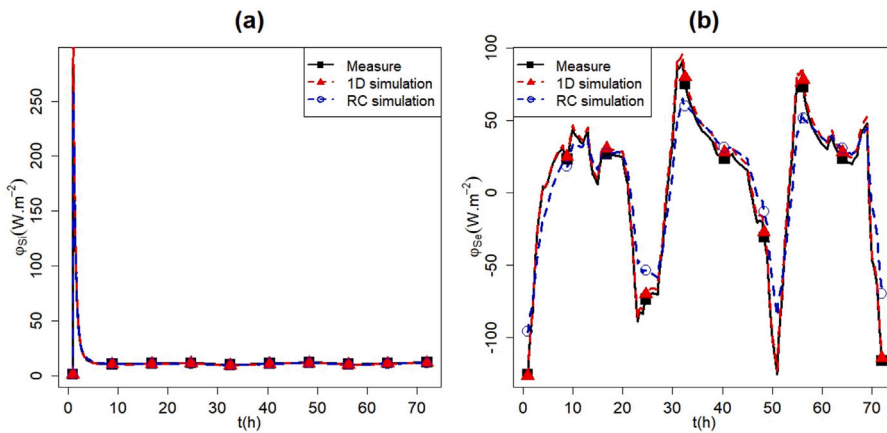 (a)
(b)
Measure
1D simulation
RC simulation
φSi(W.m⁻²)
250
200
150
100
50
0
0 10 20 30 40 50 60 70
t(h)
Measure
1D simulation
RC simulation
φSe(W.m⁻²)
100
50
0
-50
-100
0 10 20 30 40 50 60 70
t(h)